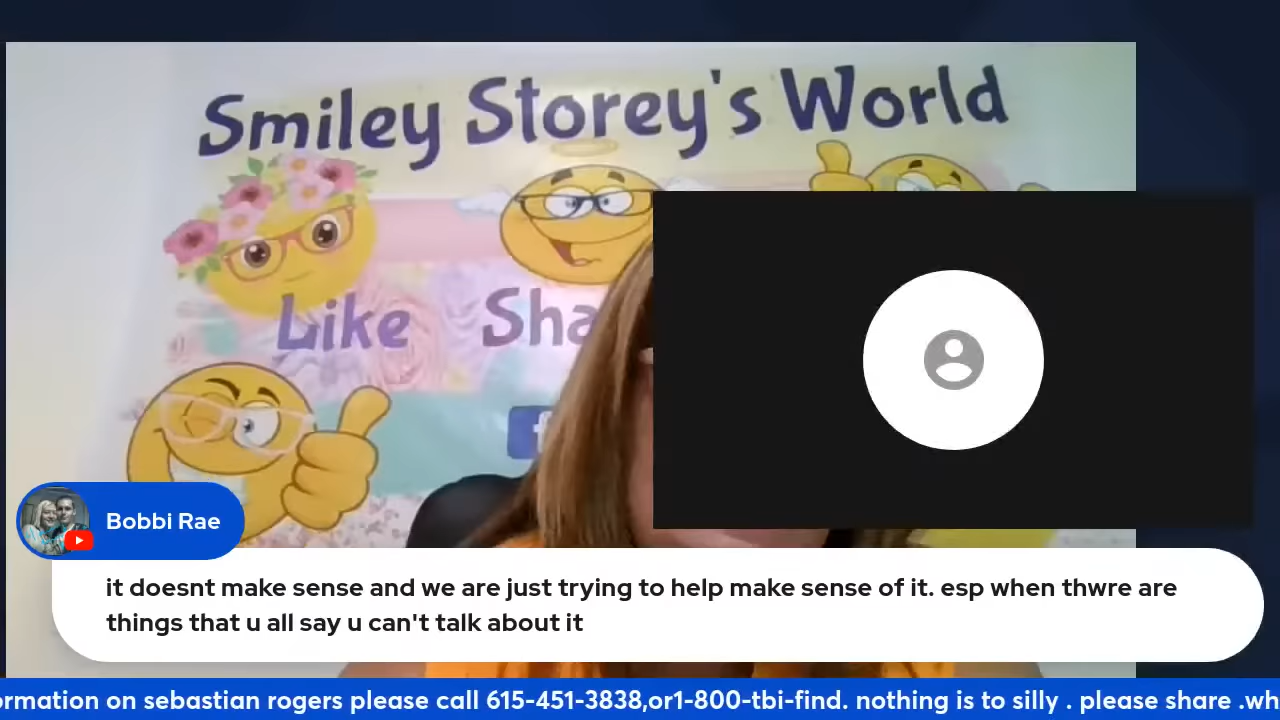 Smiley Storey's World
Like Sha
f
Bobbi Rae
it doesnt make sense and we are just trying to help make sense of it. esp when thwre are
things that u all say u can't talk about it
ormation on sebastian rogers please call 615-451-3838,or1-800-tbi-find. nothing is to silly . please share .wh